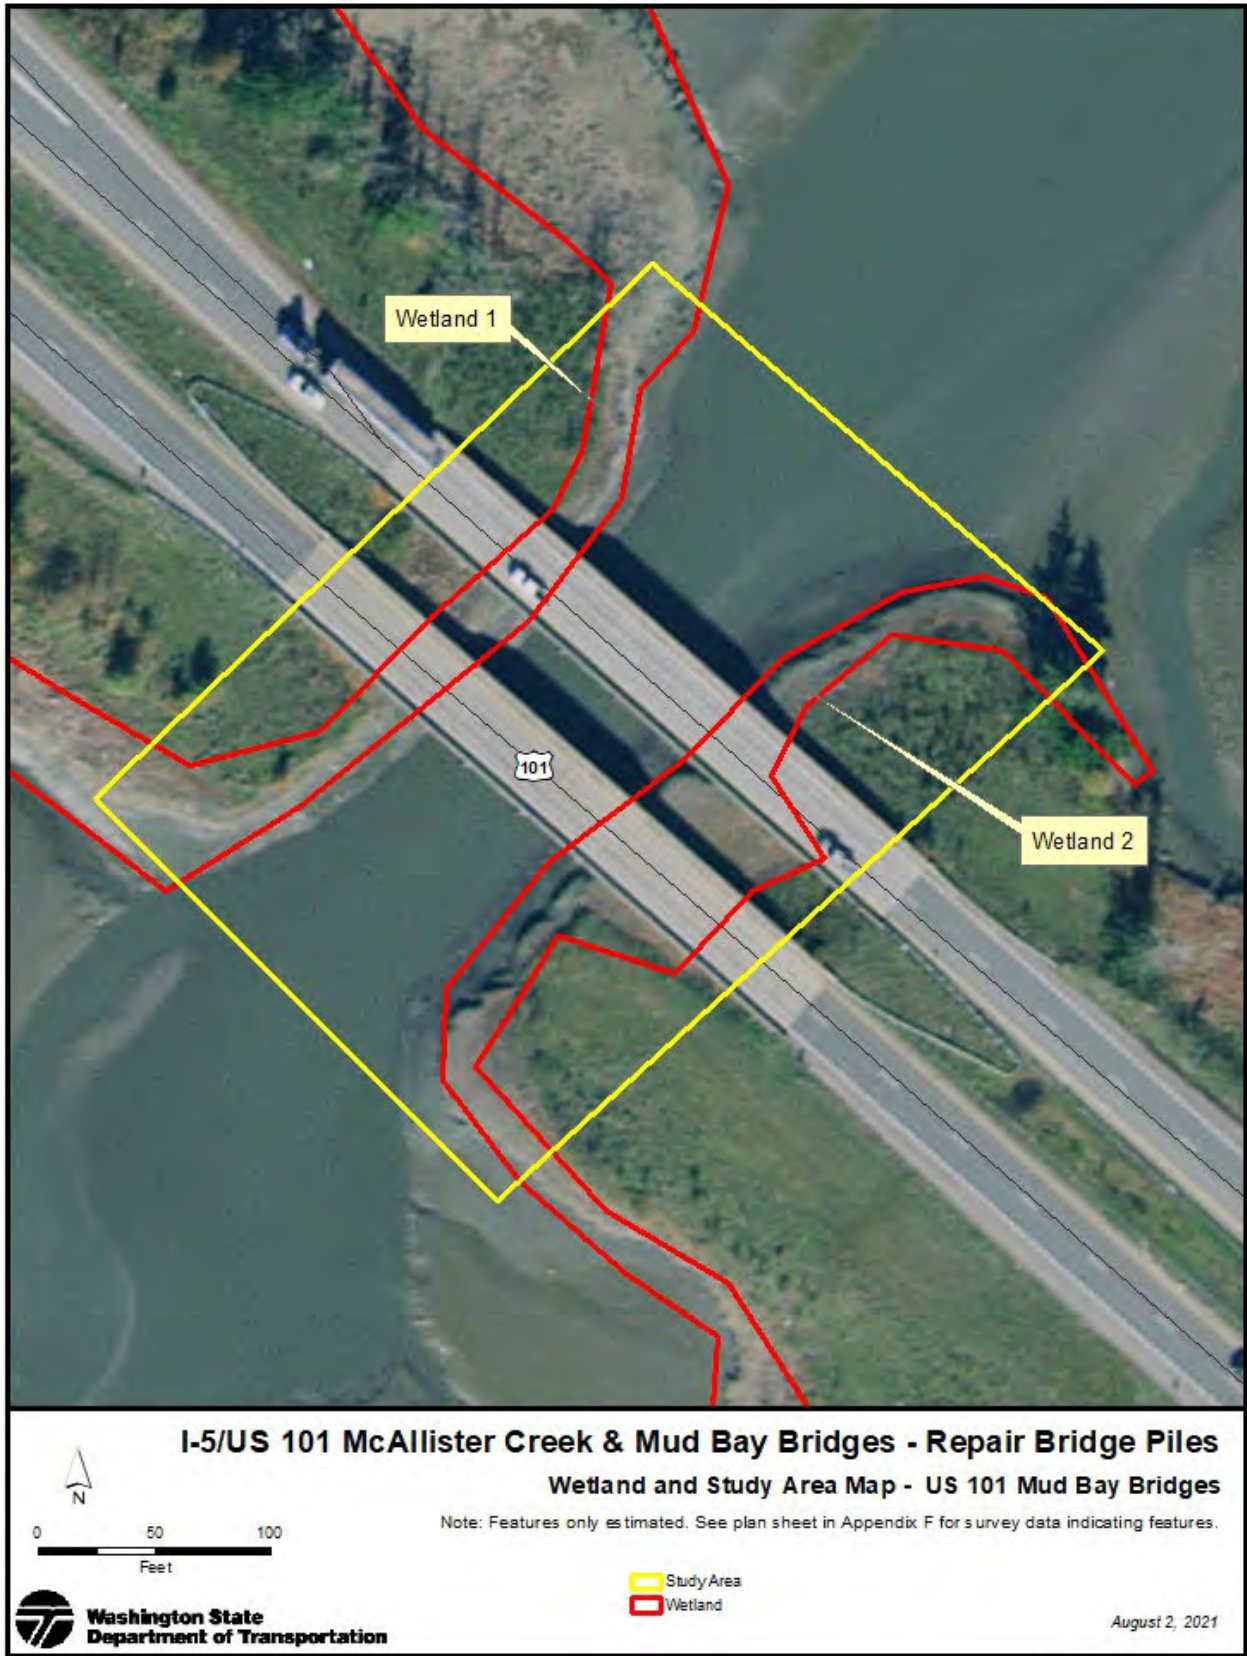 Wetland 1
101
Wetland 2
I-5/US 101 McAllister Creek & Mud Bay Bridges - Repair Bridge Piles
Wetland and Study Area Map - US 101 Mud Bay Bridges
Note: Features only estimated. See plan sheet in Appendix F for survey data indicating features.
N
0 50 100
Feet
Study Area
Wetland
Washington State
Department of Transportation
August 2, 2021